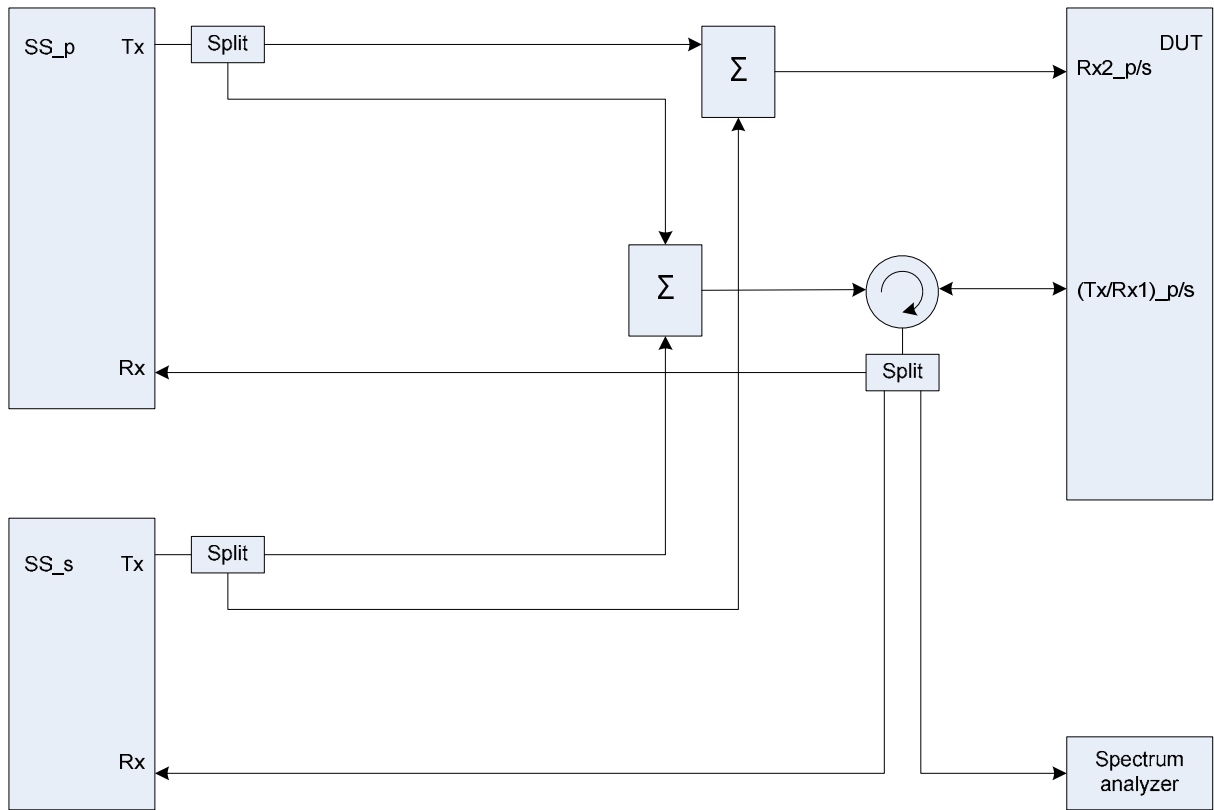 SS_p
Tx
Split
Σ
DUT
Rx2_p/s
Σ
(Tx/Rx1)_p/s
Rx
Split
SS_s
Tx
Split
Rx
Spectrum
analyzer